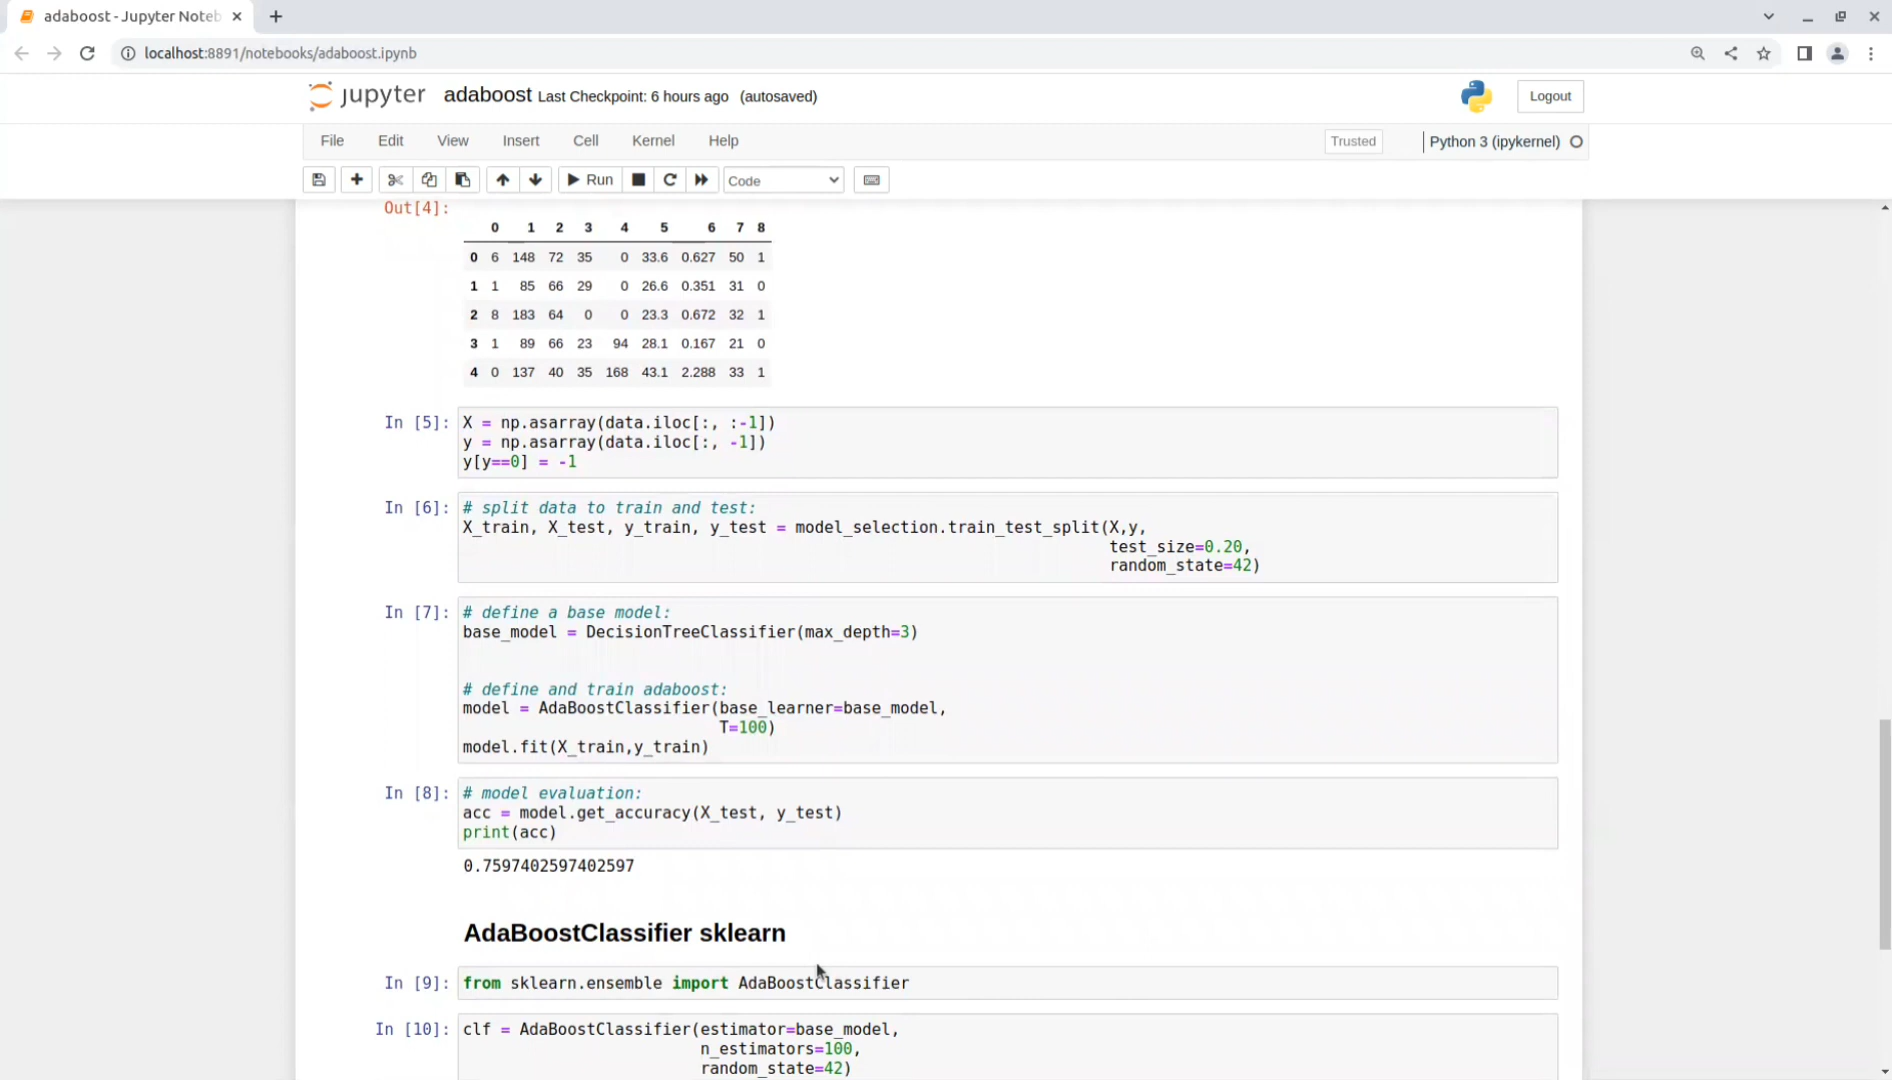 adaboost - Jupyter Noteb
localhost:8891/notebooks/adaboost.ipynb
jupyter adaboost Last Checkpoint: 6 hours ago (autosaved)
Logout
File Edit View Insert Cell Kernel Help
Trusted
Python 3 (ipykernel)
Run
Code
Out[4]:
0 1 2 3 4 5 6 7 8
0 6 148 72 35 0 33.6 0.627 50 1
1 1 85 66 29 0 26.6 0.351 31 0
2 8 183 64 0 0 23.3 0.672 32 1
3 1 89 66 23 94 28.1 0.167 21 0
4 0 137 40 35 168 43.1 2.288 33 1
In [5]: X = np.asarray(data.iloc[:, :-1])
y = np.asarray(data.iloc[:, -1])
y[y==0] = -1
In [6]: # split data to train and test:
X_train, X_test, y_train, y_test = model_selection.train_test_split(X,y,
test_size=0.20,
random_state=42)
In [7]: # define a base model:
base_model = DecisionTreeClassifier(max_depth=3)
# define and train adaboost:
model = AdaBoostClassifier(base_learner=base_model,
T=100)
model.fit(X_train,y_train)
In [8]: # model evaluation:
acc = model.get_accuracy(X_test, y_test)
print(acc)
0.7597402597402597
AdaBoostClassifier sklearn
In [9]: from sklearn.ensemble import AdaBoostClassifier
In [10]: clf = AdaBoostClassifier(estimator=base_model,
n_estimators=100,
random_state=42)